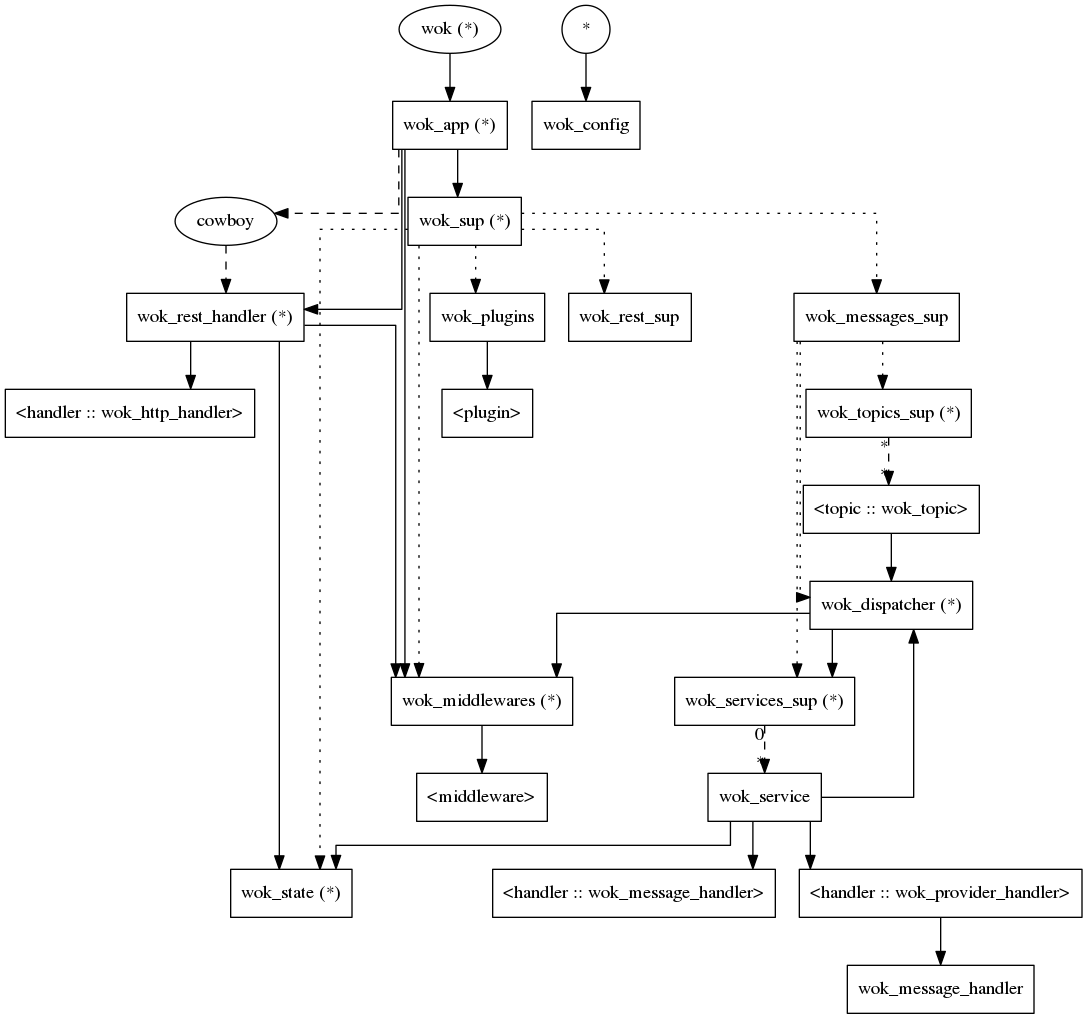 wok (*)
*
wok_app (*)
wok_config
cowboy
wok_sup (*)
wok_rest_handler (*)
wok_plugins
wok_rest_sup
wok_messages_sup
<handler :: wok_http_handler>
<plugin>
wok_topics_sup (*)
*
*
<topic :: wok_topic>
wok_dispatcher (*)
wok_middlewares (*)
wok_services_sup (*)
0
*
<middleware>
wok_service
wok_state (*)
<handler :: wok_message_handler>
<handler :: wok_provider_handler>
wok_message_handler